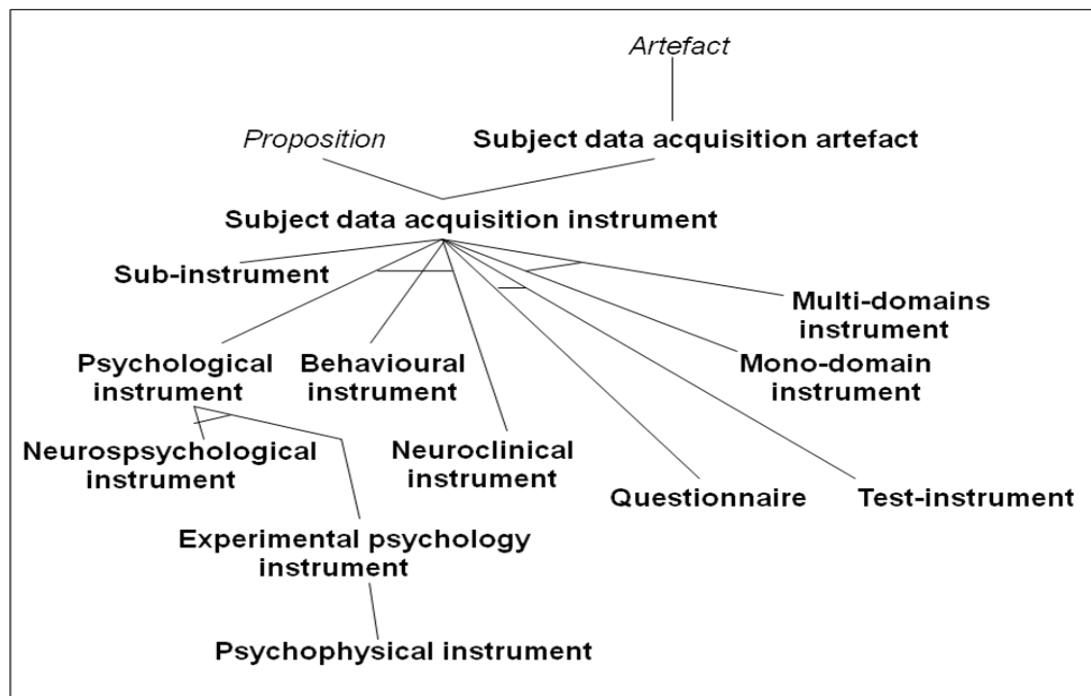 Artefact
Proposition
Subject data acquisition artefact
Subject data acquisition instrument
Sub-instrument
Multi-domains
instrument
Psychological
instrument
Behavioural
instrument
Mono-domain
instrument
Neurospsychological
instrument
Neuroclinical
instrument
Questionnaire
Test-instrument
Experimental psychology
instrument
Psychophysical instrument